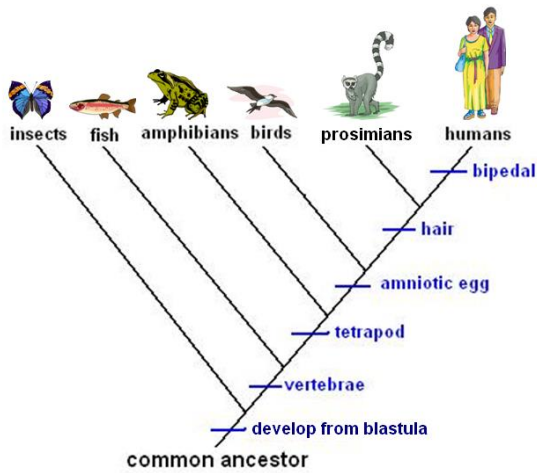 insects
fish
amphibians
birds
prosimians
humans
bipedal
hair
amniotic egg
tetrapod
vertebrae
develop from blastula
common ancestor